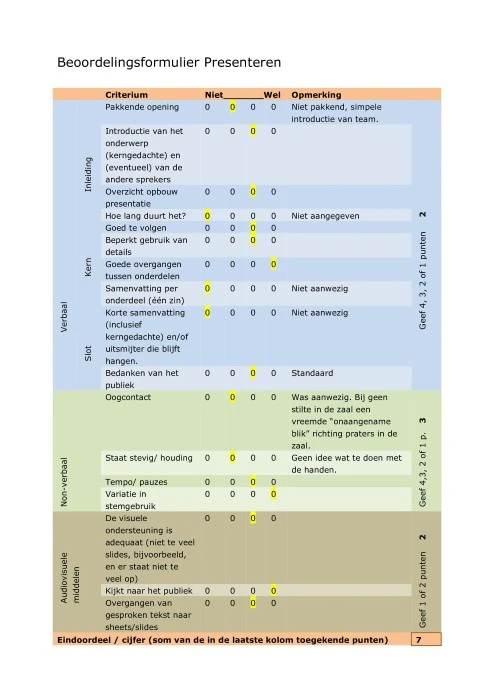 Beoordelingsformulier Presenteren
Criterium Niet________Wel Opmerking
Pakkende opening 0 0 0 0 Niet pakkend, simpele
introductie van team.
Introductie van het 0 0 0 0
onderwerp
(kerngedachte) en
(eventueel) van de
andere sprekers
Overzicht opbouw 0 0 0 0
presentatie
Hoe lang duurt het? 0 0 0 0 Niet aangegeven
Inleiding
Goed te volgen 0 0 0 0
Beperkt gebruik van 0 0 0 0
details
Goede overgangen 0 0 0 0
tussen onderdelen
Samenvatting per 0 0 0 0 Niet aanwezig
onderdeel (één zin)
Kern
Korte samenvatting 0 0 0 0 Niet aanwezig
(inclusief
kerngedachte) en/of
uitsmijter die blijft
hangen.
Bedanken van het 0 0 0 0 Standaard
publiek
Slot
Verbaal
Geef 4, 3, 2 of 1 punten 2
Oogcontact 0 0 0 0 Was aanwezig. Bij geen
stilte in de zaal een
vreemde “onaangename
blik” richting praters in de
zaal.
Staat stevig/ houding 0 0 0 0 Geen idee wat te doen met
de handen.
Tempo/ pauzes 0 0 0 0
Variatie in 0 0 0 0
stemgebruik
Non-verbaal
Geef 4,3, 2 of 1 p. 3
De visuele 0 0 0 0
ondersteuning is
adequaat (niet te veel
slides, bijvoorbeeld,
en er staat niet te
veel op)
Kijkt naar het publiek 0 0 0 0
Overgangen van 0 0 0 0
gesproken tekst naar
sheets/slides
Audiovisuele
middelen
Geef 1 of 2 punten 2
Eindoordeel / cijfer (som van de in de laatste kolom toegekende punten) 7